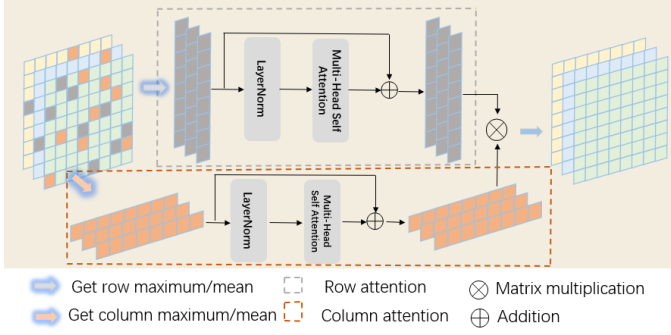 LayerNorm
Multi-Head Self
Attention
LayerNorm
Multi-Head
Self Attention
Get row maximum/mean
Row attention
Matrix multiplication
Get column maximum/mean
Column attention
Addition